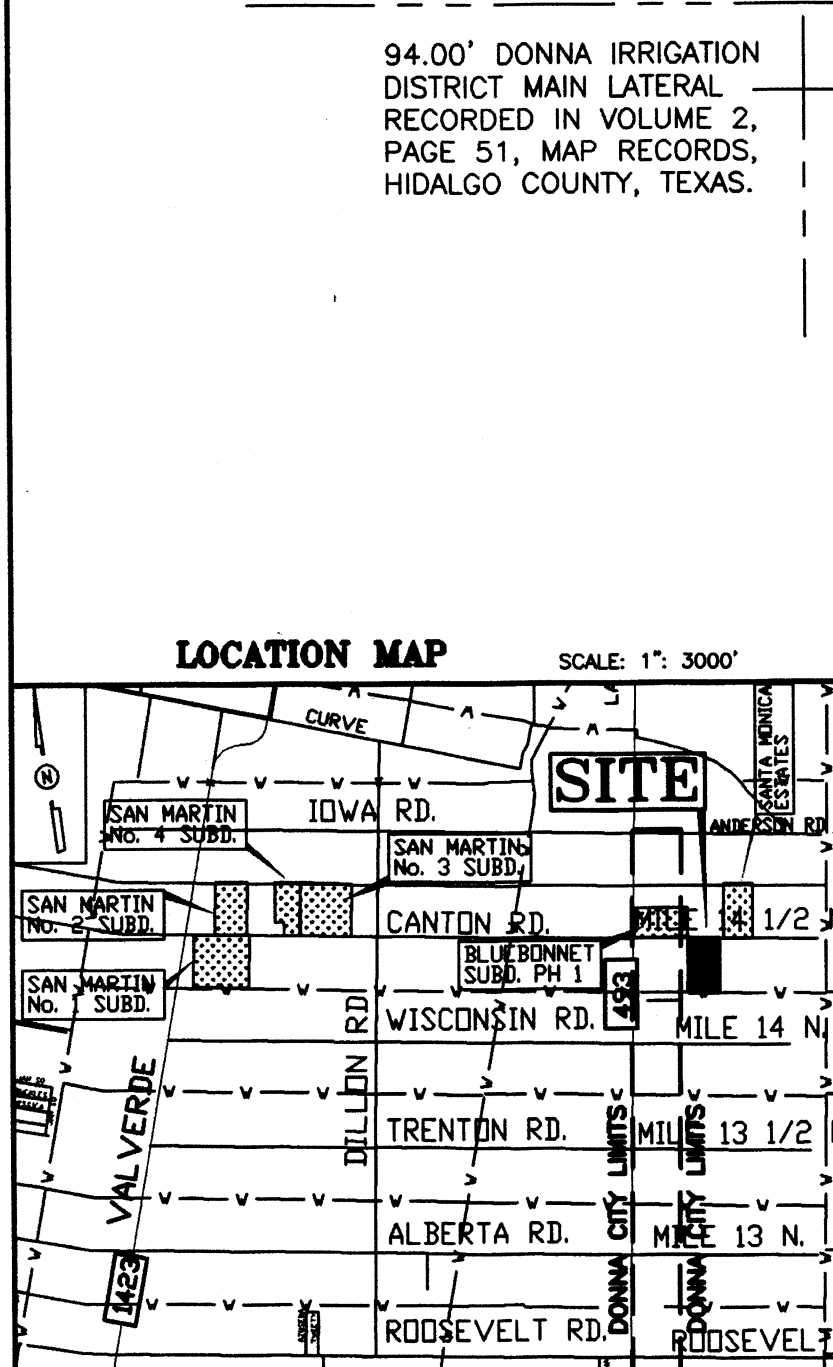 94.00' DONNA IRRIGATION
DISTRICT MAIN LATERAL
RECORDED IN VOLUME 2,
PAGE 51, MAP RECORDS,
HIDALGO COUNTY, TEXAS.
LOCATION MAP
SCALE: 1": 3000'
CURVE
LA
SANTA MONICA
ESTATES
N
SITE
SAN MARTIN
No. 4 SUBD.
IOWA RD.
ANDERSON RD
SAN MARTIN
No. 3 SUBD.
SAN MARTIN
No. 2 SUBD.
CANTON RD.
MILE 14 1/2
BLUEBONNET
SUBD. PH 1
SAN MARTIN
No. 1 SUBD.
493
WISCONSIN RD.
MILE 14 N.
DILLON RD
VALVERDE
TRENTON RD.
MILE 13 1/2
DONNA CITY LIMITS
DONNA CITY LIMITS
ALBERTA RD.
MILE 13 N.
1423
ROOSEVELT RD.
ROOSEVELT